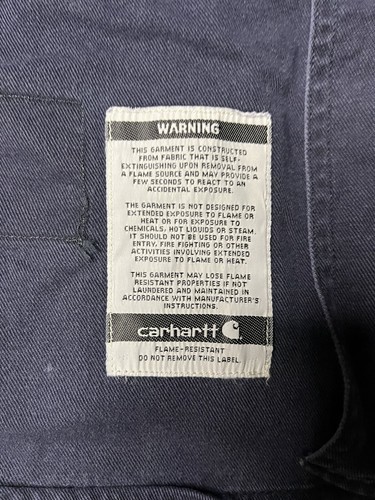 WARNING
THIS GARMENT IS CONSTRUCTED
FROM FABRIC THAT IS SELF-
EXTINGUISHING UPON REMOVAL FROM
A FLAME SOURCE AND MAY PROVIDE A
FEW SECONDS TO REACT TO AN
ACCIDENTAL EXPOSURE.
THE GARMENT IS NOT DESIGNED FOR
EXTENDED EXPOSURE TO FLAME OR
HEAT OR FOR EXPOSURE TO
CHEMICALS, HOT LIQUIDS OR STEAM.
IT SHOULD NOT BE USED FOR FIRE
ENTRY, FIRE FIGHTING OR OTHER
ACTIVITIES INVOLVING EXTENDED
EXPOSURE TO FLAME OR HEAT.
THIS GARMENT MAY LOSE FLAME
RESISTANT PROPERTIES IF NOT
LAUNDERED AND MAINTAINED IN
ACCORDANCE WITH MANUFACTURER'S
INSTRUCTIONS.
carhartt
FLAME-RESISTANT
DO NOT REMOVE THIS LABEL.